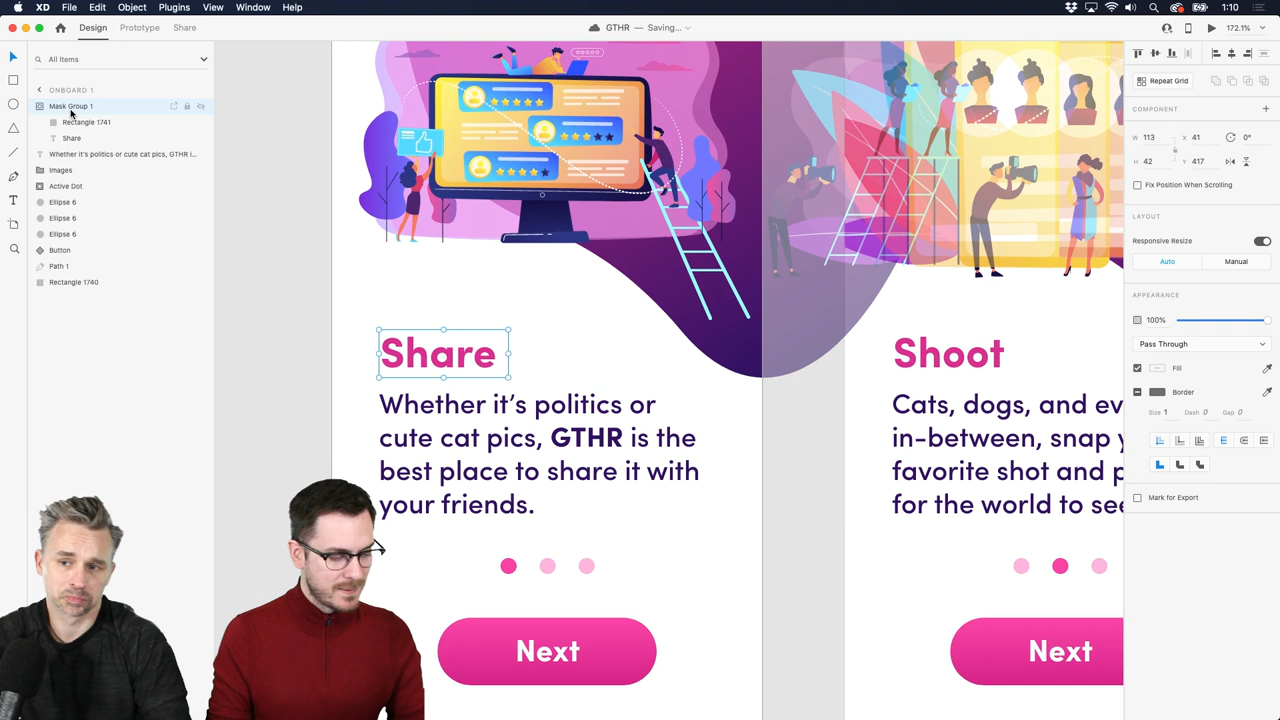 XD File Edit Object Plugins View Window Help 1:10
Design Prototype Share GTHR — Saving... 172.1%
All Items
ONBOARD 1
Mask Group 1
Rectangle 1741
Share
Whether it's politics or cute cat pics, GTHR i...
Images
Active Dot
Ellipse 6
Ellipse 6
Ellipse 6
Button
Path 1
Rectangle 1740
Share
Whether it's politics or
cute cat pics, GTHR is the
best place to share it with
your friends.
Next
Shoot
Cats, dogs, and ev
in-between, snap y
favorite shot and p
for the world to see
Next
Repeat Grid
COMPONENT
W 113 X 41 0°
H 42 Y 417
Fix Position When Scrolling
LAYOUT
Responsive Resize
Auto Manual
APPEARANCE
100%
Pass Through
Fill
Border
Size 1 Dash 0 Gap 0
Mark for Export